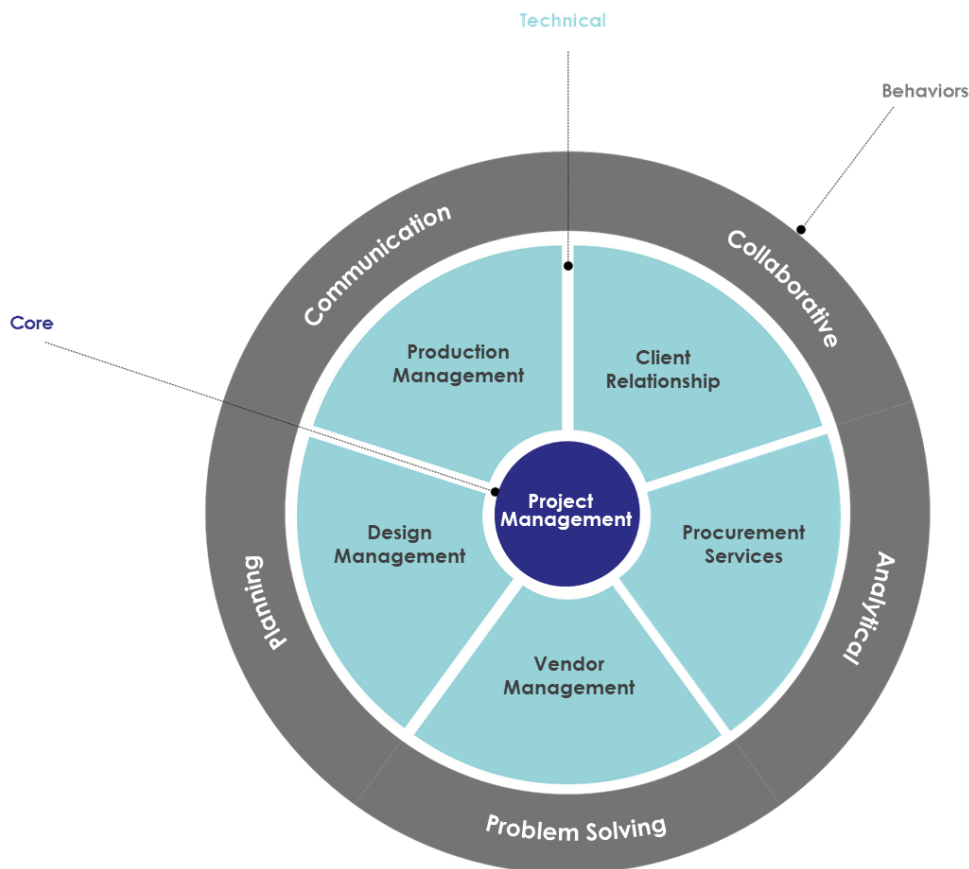 Technical
Behaviors
Communication
Collaborative
Core
Production
Management
Client
Relationship
Project
Management
Design
Management
Procurement
Services
Planning
Analytical
Vendor
Management
Problem Solving